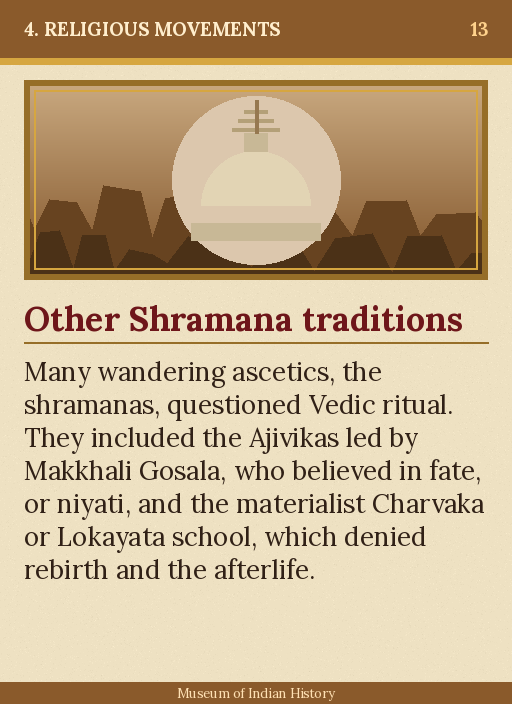 4. RELIGIOUS MOVEMENTS
13
Other Shramana traditions
Many wandering ascetics, the
shramanas, questioned Vedic ritual.
They included the Ajivikas led by
Makkhali Gosala, who believed in fate,
or niyati, and the materialist Charvaka
or Lokayata school, which denied
rebirth and the afterlife.
Museum of Indian History